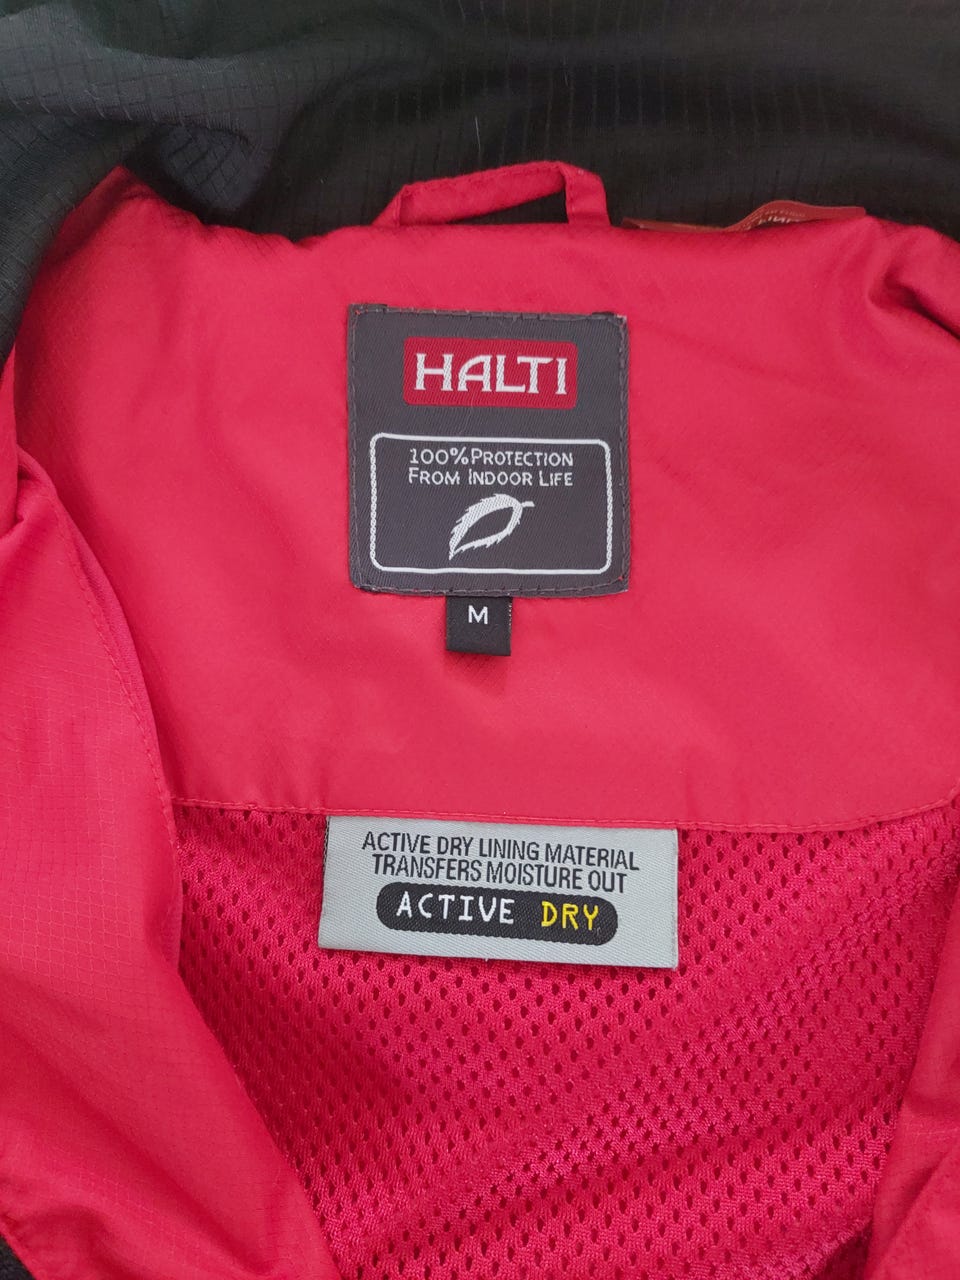 HALTI
100% PROTECTION
FROM INDOOR LIFE
M
ACTIVE DRY LINING MATERIAL
TRANSFERS MOISTURE OUT
ACTIVE DRY